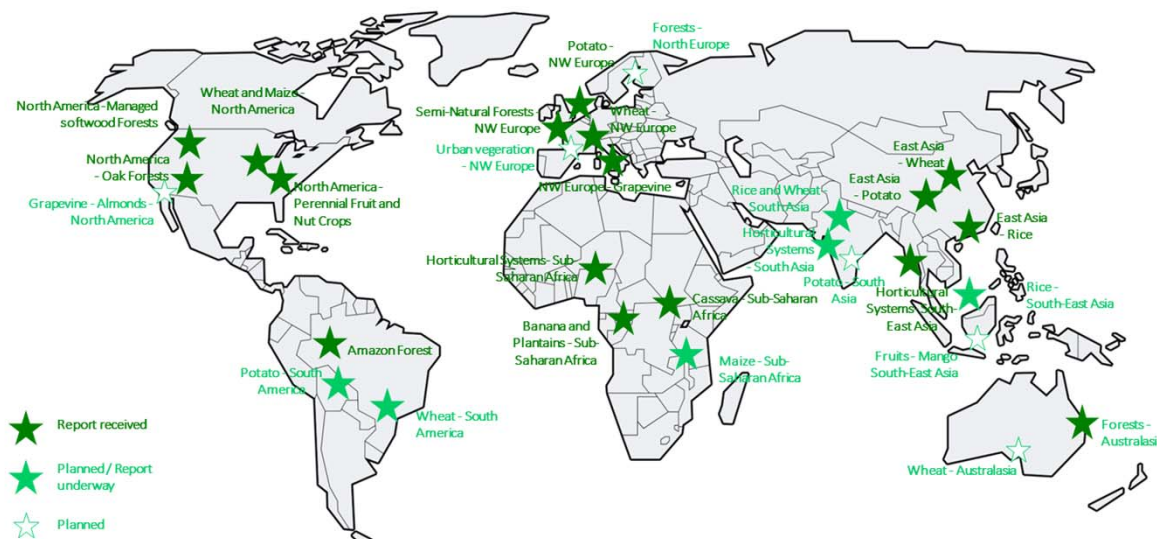 Forests -
North Europe
Potato -
NW Europe
Wheat and Maize -
North America
North America - Managed
softwood Forests
Semi-Natural Forests
NW Europe
Wheat -
NW Europe
Urban vegeration
- NW Europe
East Asia
- Wheat
North America
- Oak Forests
East Asia
- Potato
NW Europe - Grapevine
North America -
Perennial Fruit and
Nut Crops
Rice and Wheat -
South Asia
Grapevine - Almonds -
North America
East Asia
- Rice
Horticultural
Systems
- South Asia
Horticultural Systems - Sub-
Saharan Africa
Potato - South
Asia
Horticultural
Systems South-
East Asia
Rice -
South-East Asia
Cassava - Sub-Saharan
Africa
Banana and
Plantains - Sub-
Saharan Africa
Amazon Forest
Maize - Sub-
Saharan Africa
Fruits - Mango
South-East Asia
Potato - South
America
Wheat - South
America
Report received
Forests -
Australasi
Planned / Report
underway
Wheat - Australasia
Planned